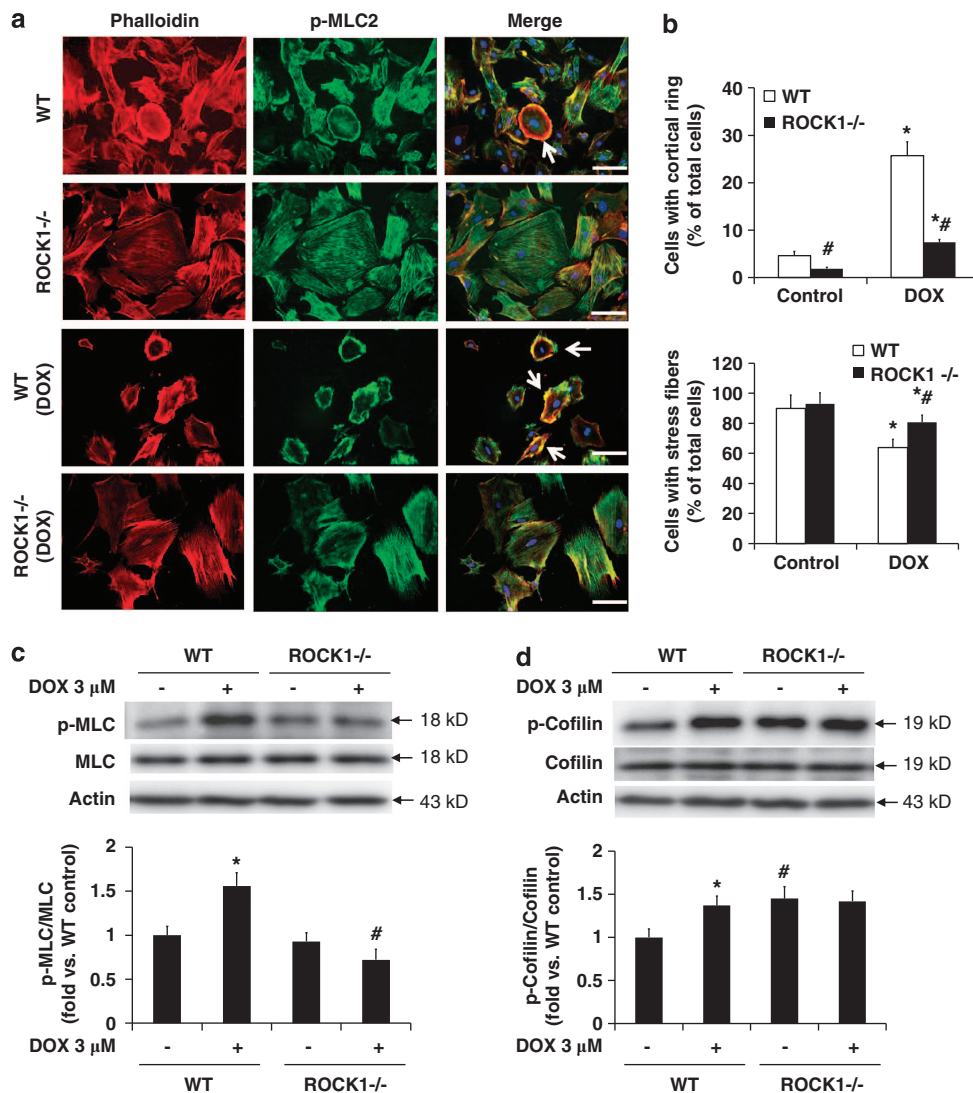 a
Phalloidin
p-MLC2
Merge
WT
ROCK1-/-
WT
(DOX)
ROCK1-/-
(DOX)
b
WT
ROCK1-/-
Cells with cortical ring
(% of total cells)
40
30
20
10
0
*
#
*#
Control
DOX
WT
ROCK1 -/-
Cells with stress fibers
(% of total cells)
120
100
80
60
40
20
0
*
*#
Control
DOX
c
WT
ROCK1-/-
DOX 3 μM
-
+
-
+
p-MLC
18 kD
MLC
18 kD
Actin
43 kD
p-MLC/MLC
(fold vs. WT control)
2
1.5
1
0.5
0
*
#
DOX 3 μM
-
+
-
+
WT
ROCK1-/-
d
WT
ROCK1-/-
DOX 3 μM
-
+
-
+
p-Cofilin
19 kD
Cofilin
19 kD
Actin
43 kD
p-Cofilin/Cofilin
(fold vs. WT control)
2
1.5
1
0.5
0
*
#
DOX 3 μM
-
+
-
+
WT
ROCK1-/-